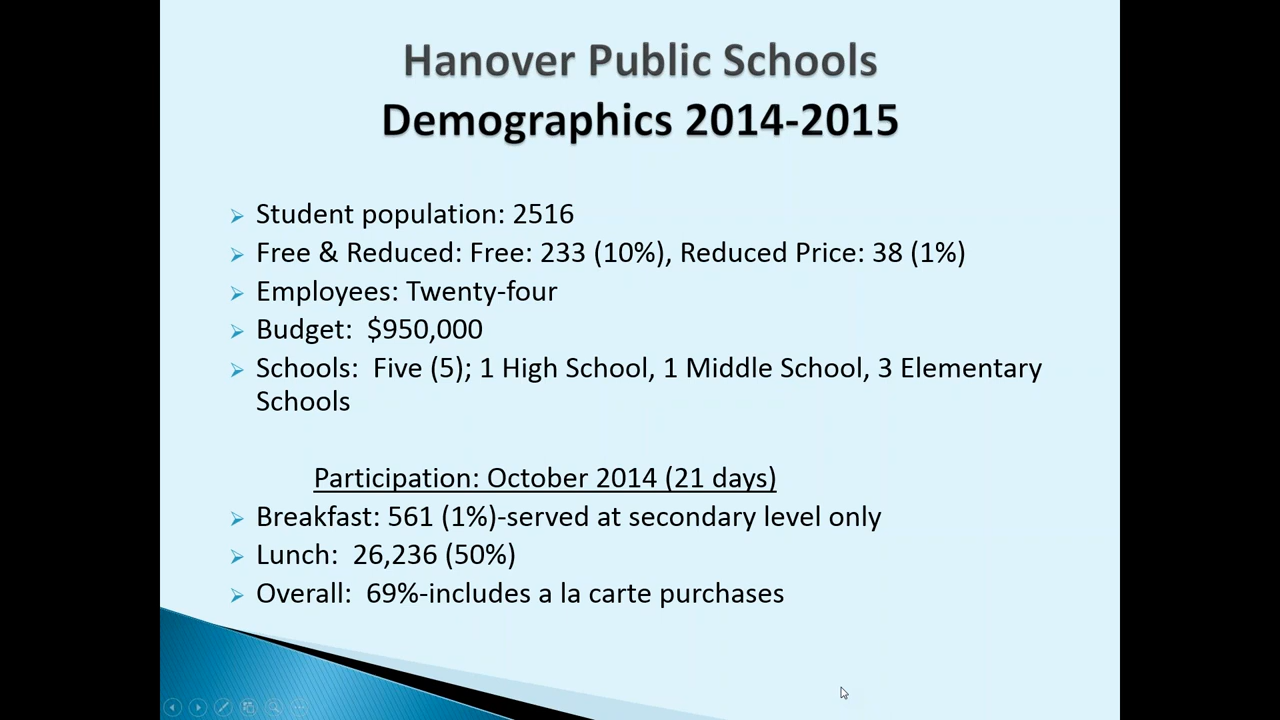 Hanover Public Schools
Demographics 2014-2015
Student population: 2516
Free & Reduced: Free: 233 (10%), Reduced Price: 38 (1%)
Employees: Twenty-four
Budget:  $950,000
Schools:  Five (5); 1 High School, 1 Middle School, 3 Elementary
Schools
Participation: October 2014 (21 days)
Breakfast: 561 (1%)-served at secondary level only
Lunch:  26,236 (50%)
Overall:  69%-includes a la carte purchases